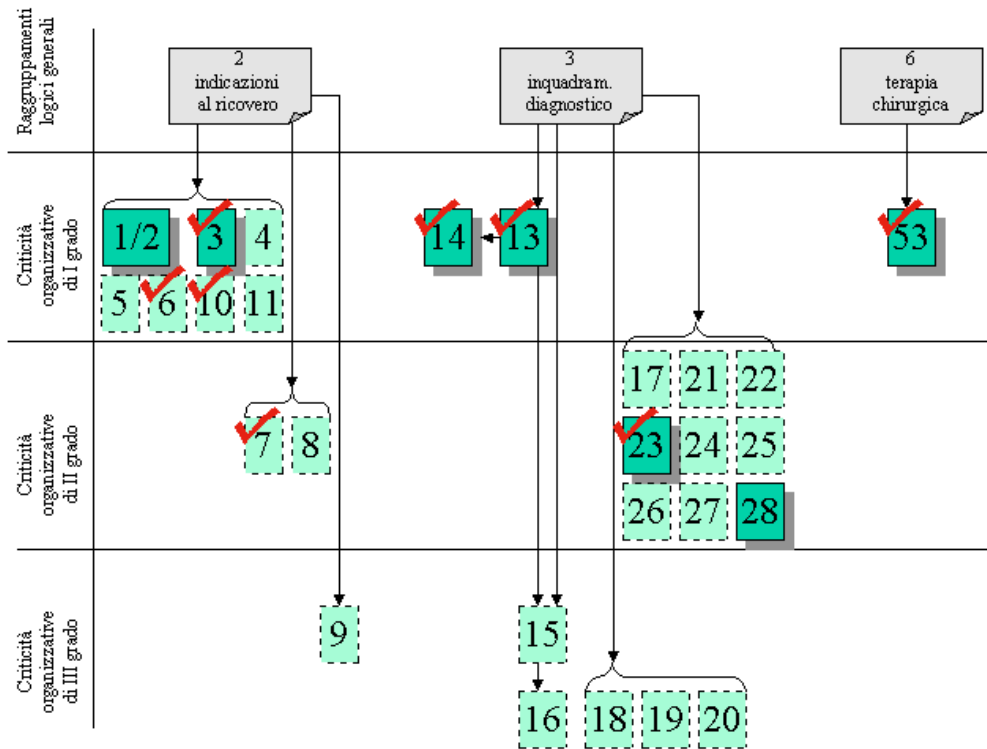 Raggruppamenti
logici generali
2
indicazioni
al ricovero
3
inquadram.
diagnostico
6
terapia
chirurgica
Criticità
organizzative
di I grado
1/2
3
4
14
13
53
5
6
10
11
Criticità
organizzative
di II grado
17
21
22
7
8
23
24
25
26
27
28
Criticità
organizzative
di III grado
9
15
16
18
19
20